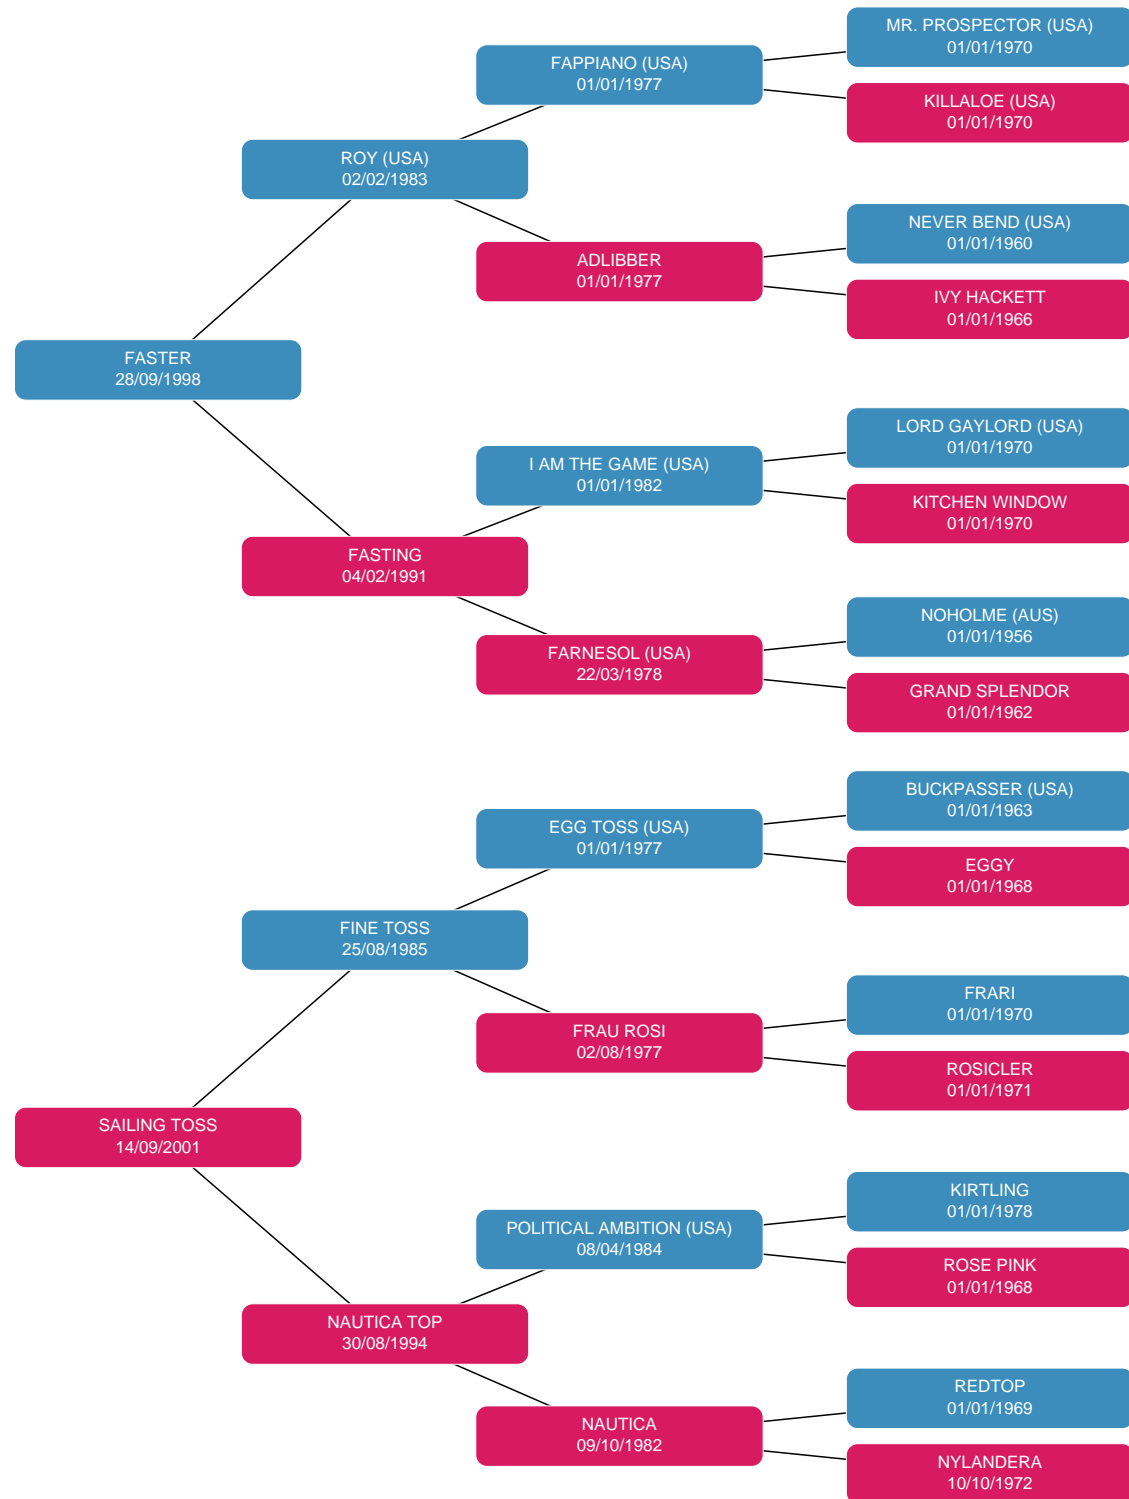 MR. PROSPECTOR (USA)
01/01/1970
FAPPIANO (USA)
01/01/1977
KILLALOE (USA)
01/01/1970
ROY (USA)
02/02/1983
NEVER BEND (USA)
01/01/1960
ADLIBBER
01/01/1977
IVY HACKETT
01/01/1966
FASTER
28/09/1998
LORD GAYLORD (USA)
01/01/1970
I AM THE GAME (USA)
01/01/1982
KITCHEN WINDOW
01/01/1970
FASTING
04/02/1991
NOHOLME (AUS)
01/01/1956
FARNESOL (USA)
22/03/1978
GRAND SPLENDOR
01/01/1962
BUCKPASSER (USA)
01/01/1963
EGG TOSS (USA)
01/01/1977
EGGY
01/01/1968
FINE TOSS
25/08/1985
FRARI
01/01/1970
FRAU ROSI
02/08/1977
ROSICLER
01/01/1971
SAILING TOSS
14/09/2001
KIRTLING
01/01/1978
POLITICAL AMBITION (USA)
08/04/1984
ROSE PINK
01/01/1968
NAUTICA TOP
30/08/1994
REDTOP
01/01/1969
NAUTICA
09/10/1982
NYLANDERA
10/10/1972